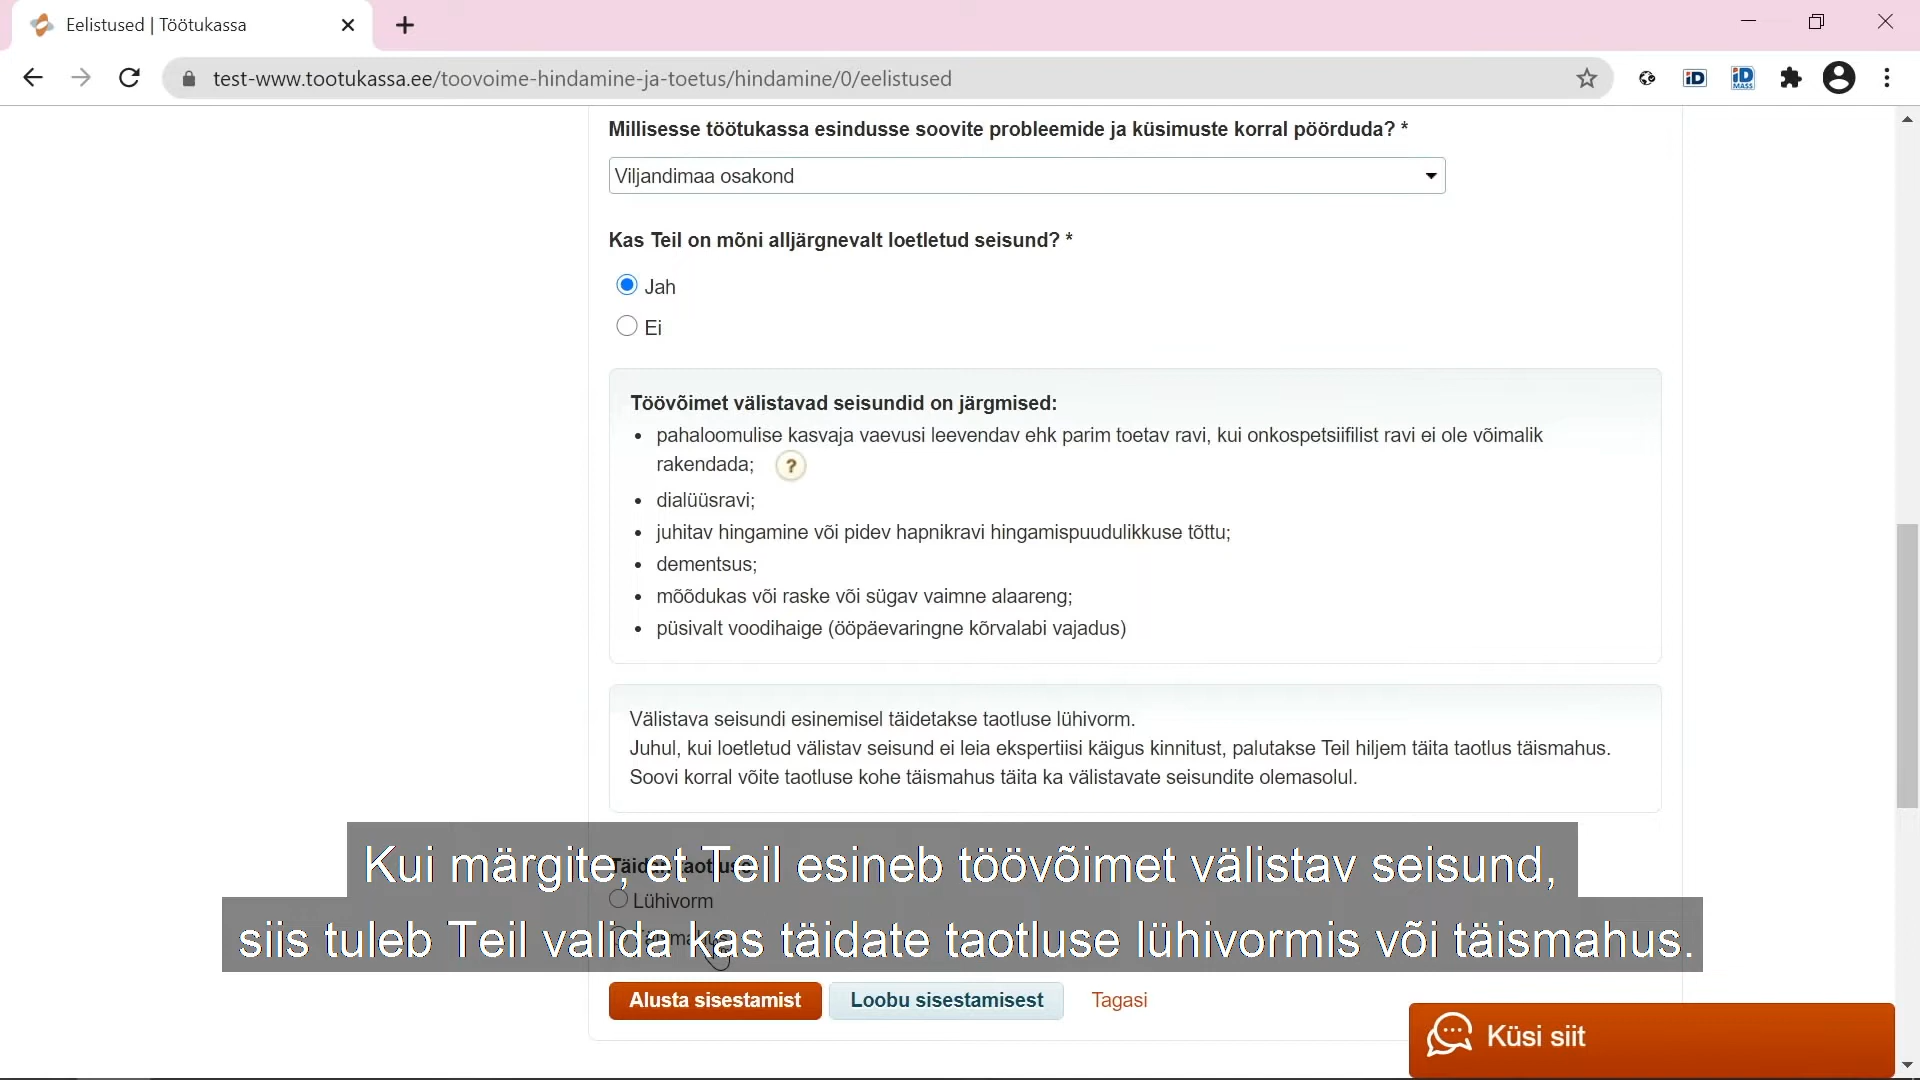 Eelistused | Töötukassa
test-www.tootukassa.ee/toovoime-hindamine-ja-toetus/hindamine/0/eelistused
iD
iD
MASS
Millisesse töötukassa esindusse soovite probleemide ja küsimuste korral pöörduda? *
Viljandimaa osakond
Kas Teil on mõni alljärgnevalt loetletud seisund? *
Jah
Ei
Töövõimet välistavad seisundid on järgmised:
• pahaloomulise kasvaja vaevusi leevendav ehk parim toetav ravi, kui onkospetsiifilist ravi ei ole võimalik
rakendada; ?
• dialüüsravi;
• juhitav hingamine või pidev hapnikravi hingamispuudulikkuse tõttu;
• dementsus;
• mõõdukas või raske või sügav vaimne alaareng;
• püsivalt voodihaige (ööpäevaringne kõrvalabi vajadus)
Välistava seisundi esinemisel täidetakse taotluse lühivorm.
Juhul, kui loetletud välistav seisund ei leia ekspertiisi käigus kinnitust, palutakse Teil hiljem täita taotlus täismahus.
Soovi korral võite taotluse kohe täismahus täita ka välistavate seisundite olemasolul.
Kui märgite, et Teil esineb töövõimet välistav seisund,
Lühivorm
siis tuleb Teil valida kas täidate taotluse lühivormis või täismahus.
Alusta sisestamist Loobu sisestamisest Tagasi
Küsi siit